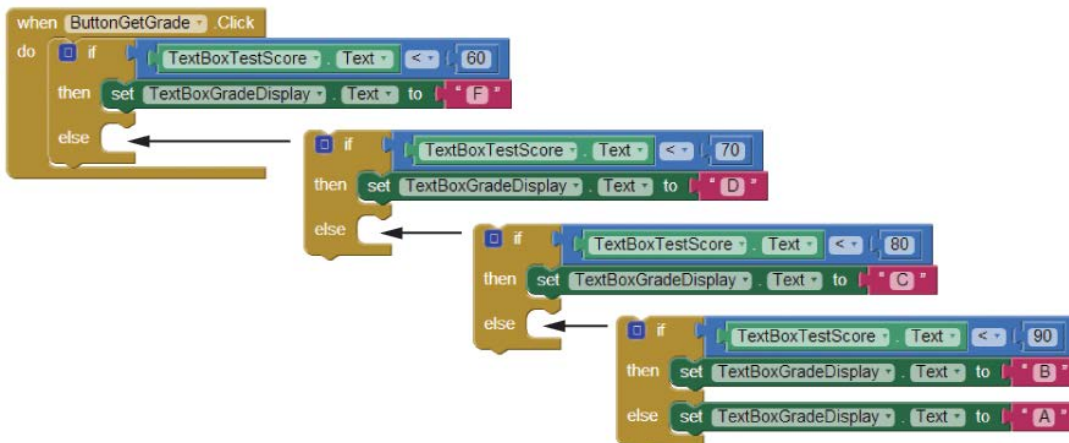 when ButtonGetGrade .Click
do if TextBoxTestScore . Text < 60
then set TextBoxGradeDisplay . Text to " F "
else
if TextBoxTestScore . Text < 70
then set TextBoxGradeDisplay . Text to " D "
else
if TextBoxTestScore . Text < 80
then set TextBoxGradeDisplay . Text to " C "
else
if TextBoxTestScore . Text < 90
then set TextBoxGradeDisplay . Text to " B "
else set TextBoxGradeDisplay . Text to " A "